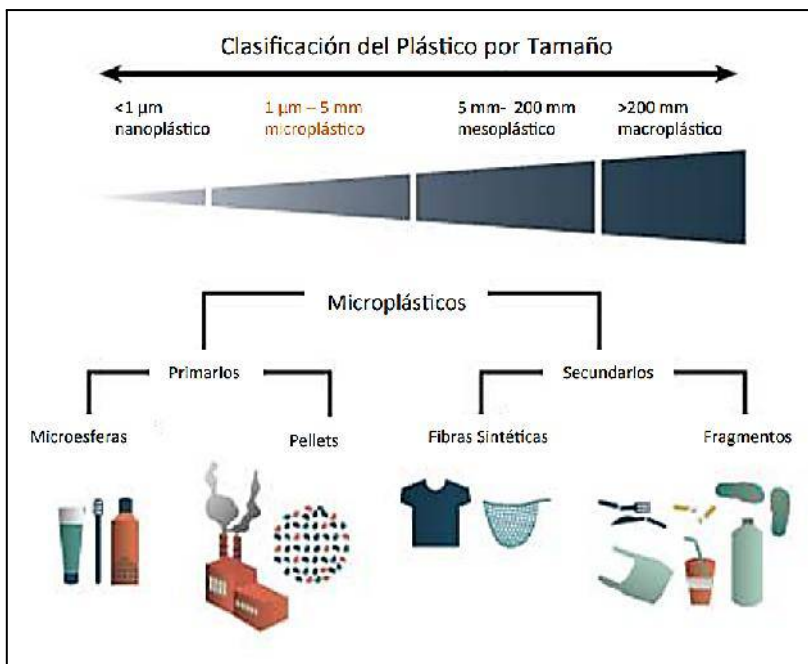 Clasificación del Plástico por Tamaño
<1 µm
nanoplástico
1 µm – 5 mm
microplástico
5 mm- 200 mm
mesoplástico
>200 mm
macroplástico
Microplásticos
Primarios
Secundarios
Microesferas
Pellets
Fibras Sintéticas
Fragmentos